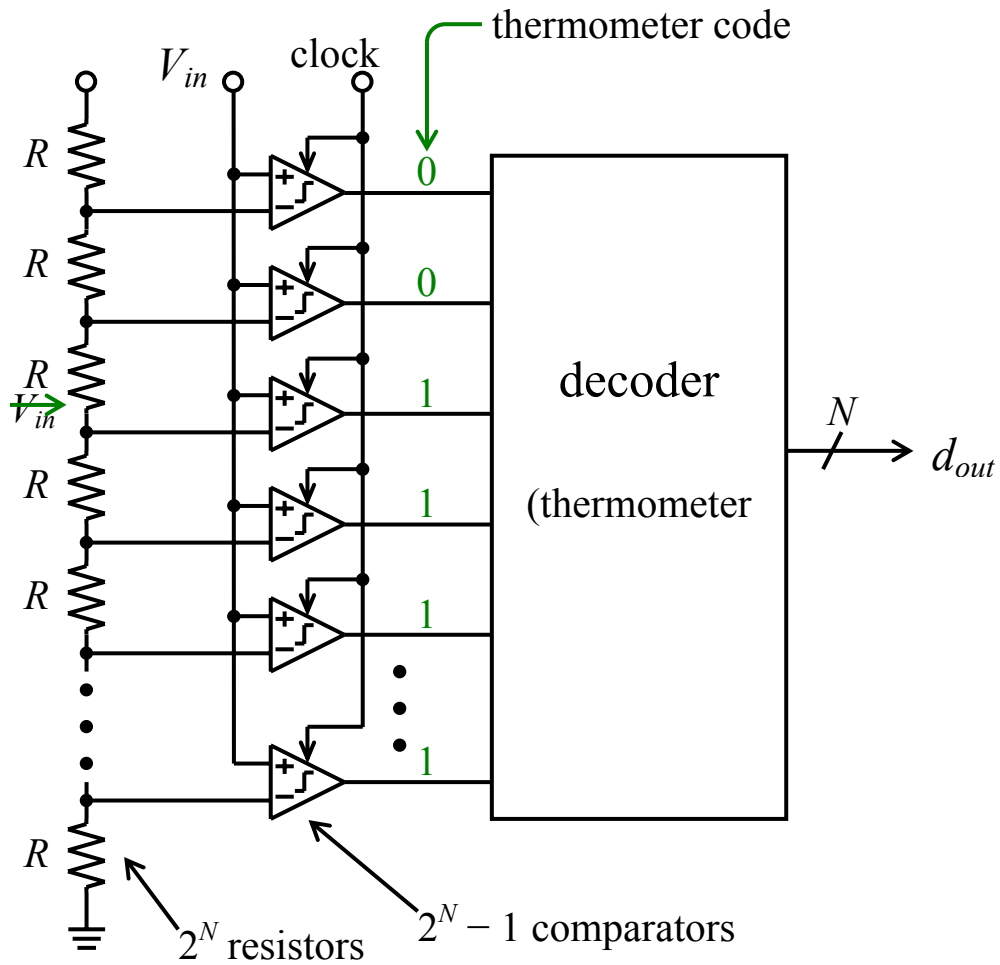 thermometer code
V_in
clock
R
0
R
0
R
V_in
1
decoder
N
d_out
R
1
(thermometer
R
1
1
R
2^N resistors
2^N – 1 comparators